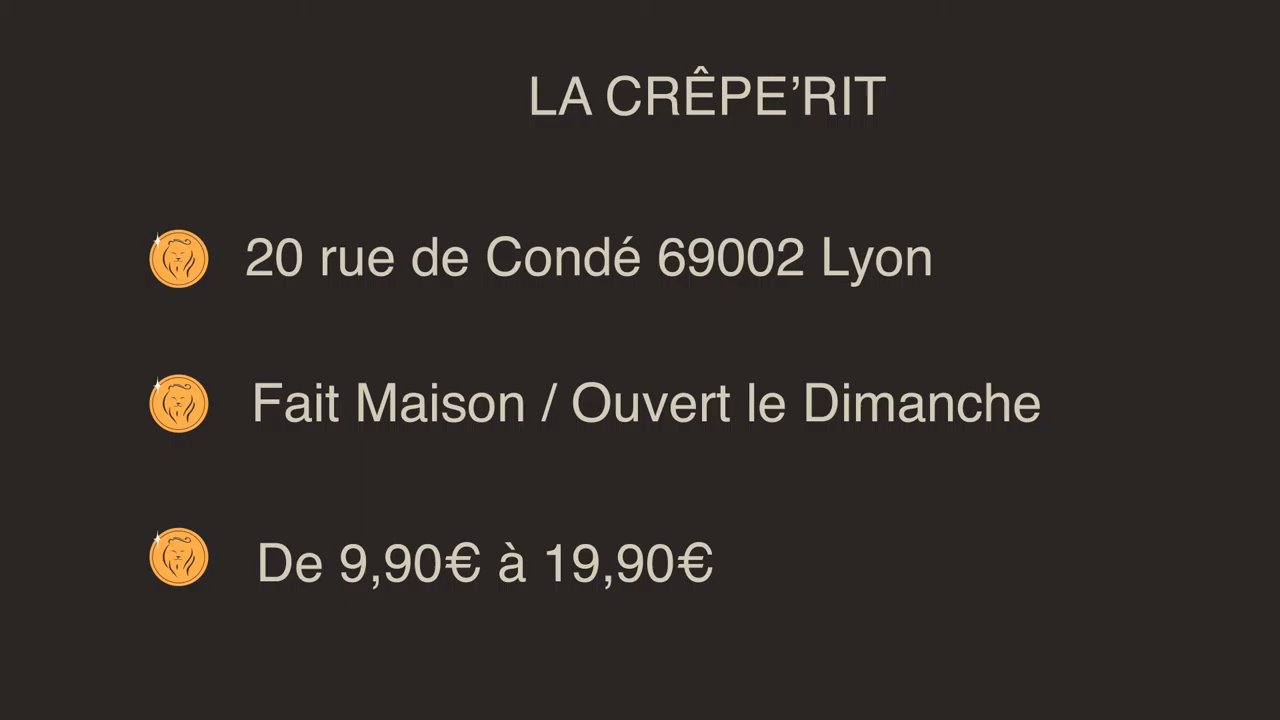 LA CRÊPE’RIT
20 rue de Condé 69002 Lyon
Fait Maison / Ouvert le Dimanche
De 9,90€ à 19,90€